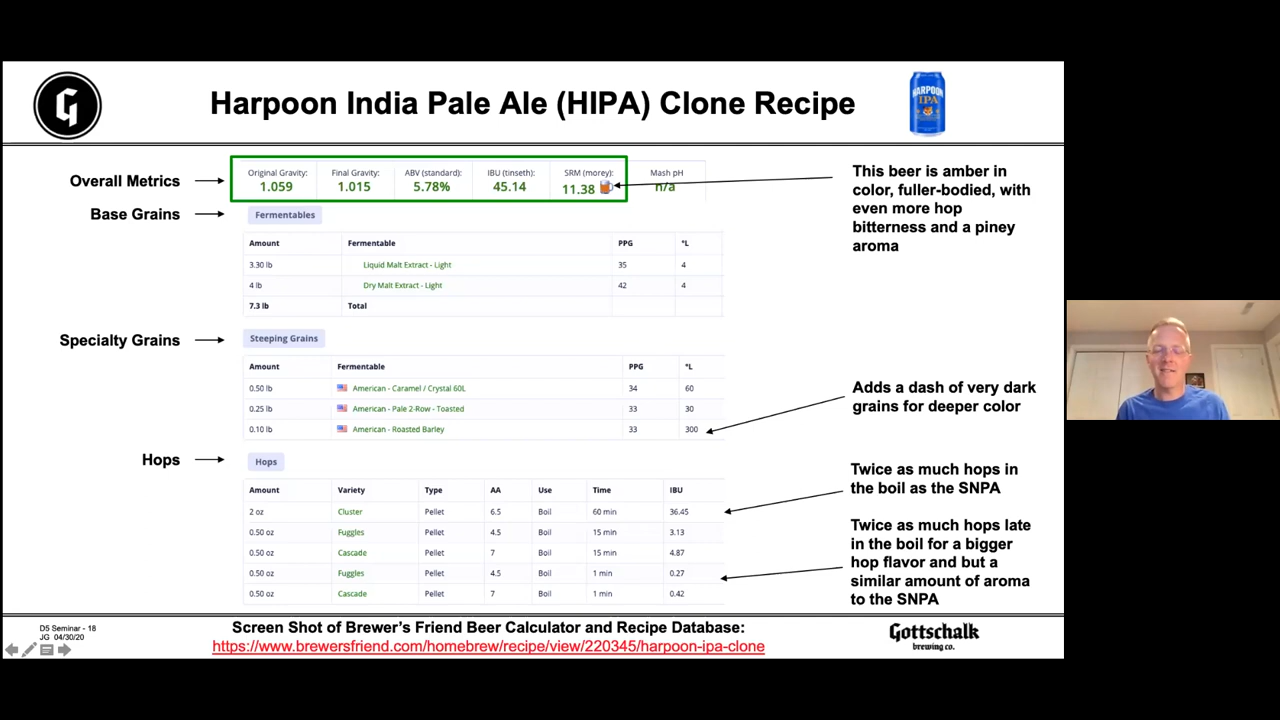 G
Harpoon India Pale Ale (HIPA) Clone Recipe
HARPOON
IPA
Overall Metrics
Original Gravity:
1.059
Final Gravity:
1.015
ABV (standard):
5.78%
IBU (tinseth):
45.14
SRM (morey):
11.38
Mash pH
n/a
This beer is amber in
color, fuller-bodied, with
even more hop
bitterness and a piney
aroma
Base Grains
Fermentables
Amount Fermentable PPG °L
3.30 lb Liquid Malt Extract - Light 35 4
4 lb Dry Malt Extract - Light 42 4
7.3 lb Total
Specialty Grains
Steeping Grains
Amount Fermentable PPG °L
0.50 lb American - Caramel / Crystal 60L 34 60
0.25 lb American - Pale 2-Row - Toasted 33 30
0.10 lb American - Roasted Barley 33 300
Adds a dash of very dark
grains for deeper color
Hops
Hops
Amount Variety Type AA Use Time IBU
2 oz Cluster Pellet 6.5 Boil 60 min 36.45
0.50 oz Fuggles Pellet 4.5 Boil 15 min 3.13
0.50 oz Cascade Pellet 7 Boil 15 min 4.87
0.50 oz Fuggles Pellet 4.5 Boil 1 min 0.27
0.50 oz Cascade Pellet 7 Boil 1 min 0.42
Twice as much hops in
the boil as the SNPA
Twice as much hops late
in the boil for a bigger
hop flavor and but a
similar amount of aroma
to the SNPA
D5 Seminar - 18
JG 04/30/20
Screen Shot of Brewer's Friend Beer Calculator and Recipe Database:
https://www.brewersfriend.com/homebrew/recipe/view/220345/harpoon-ipa-clone
Gottschalk
brewing co.